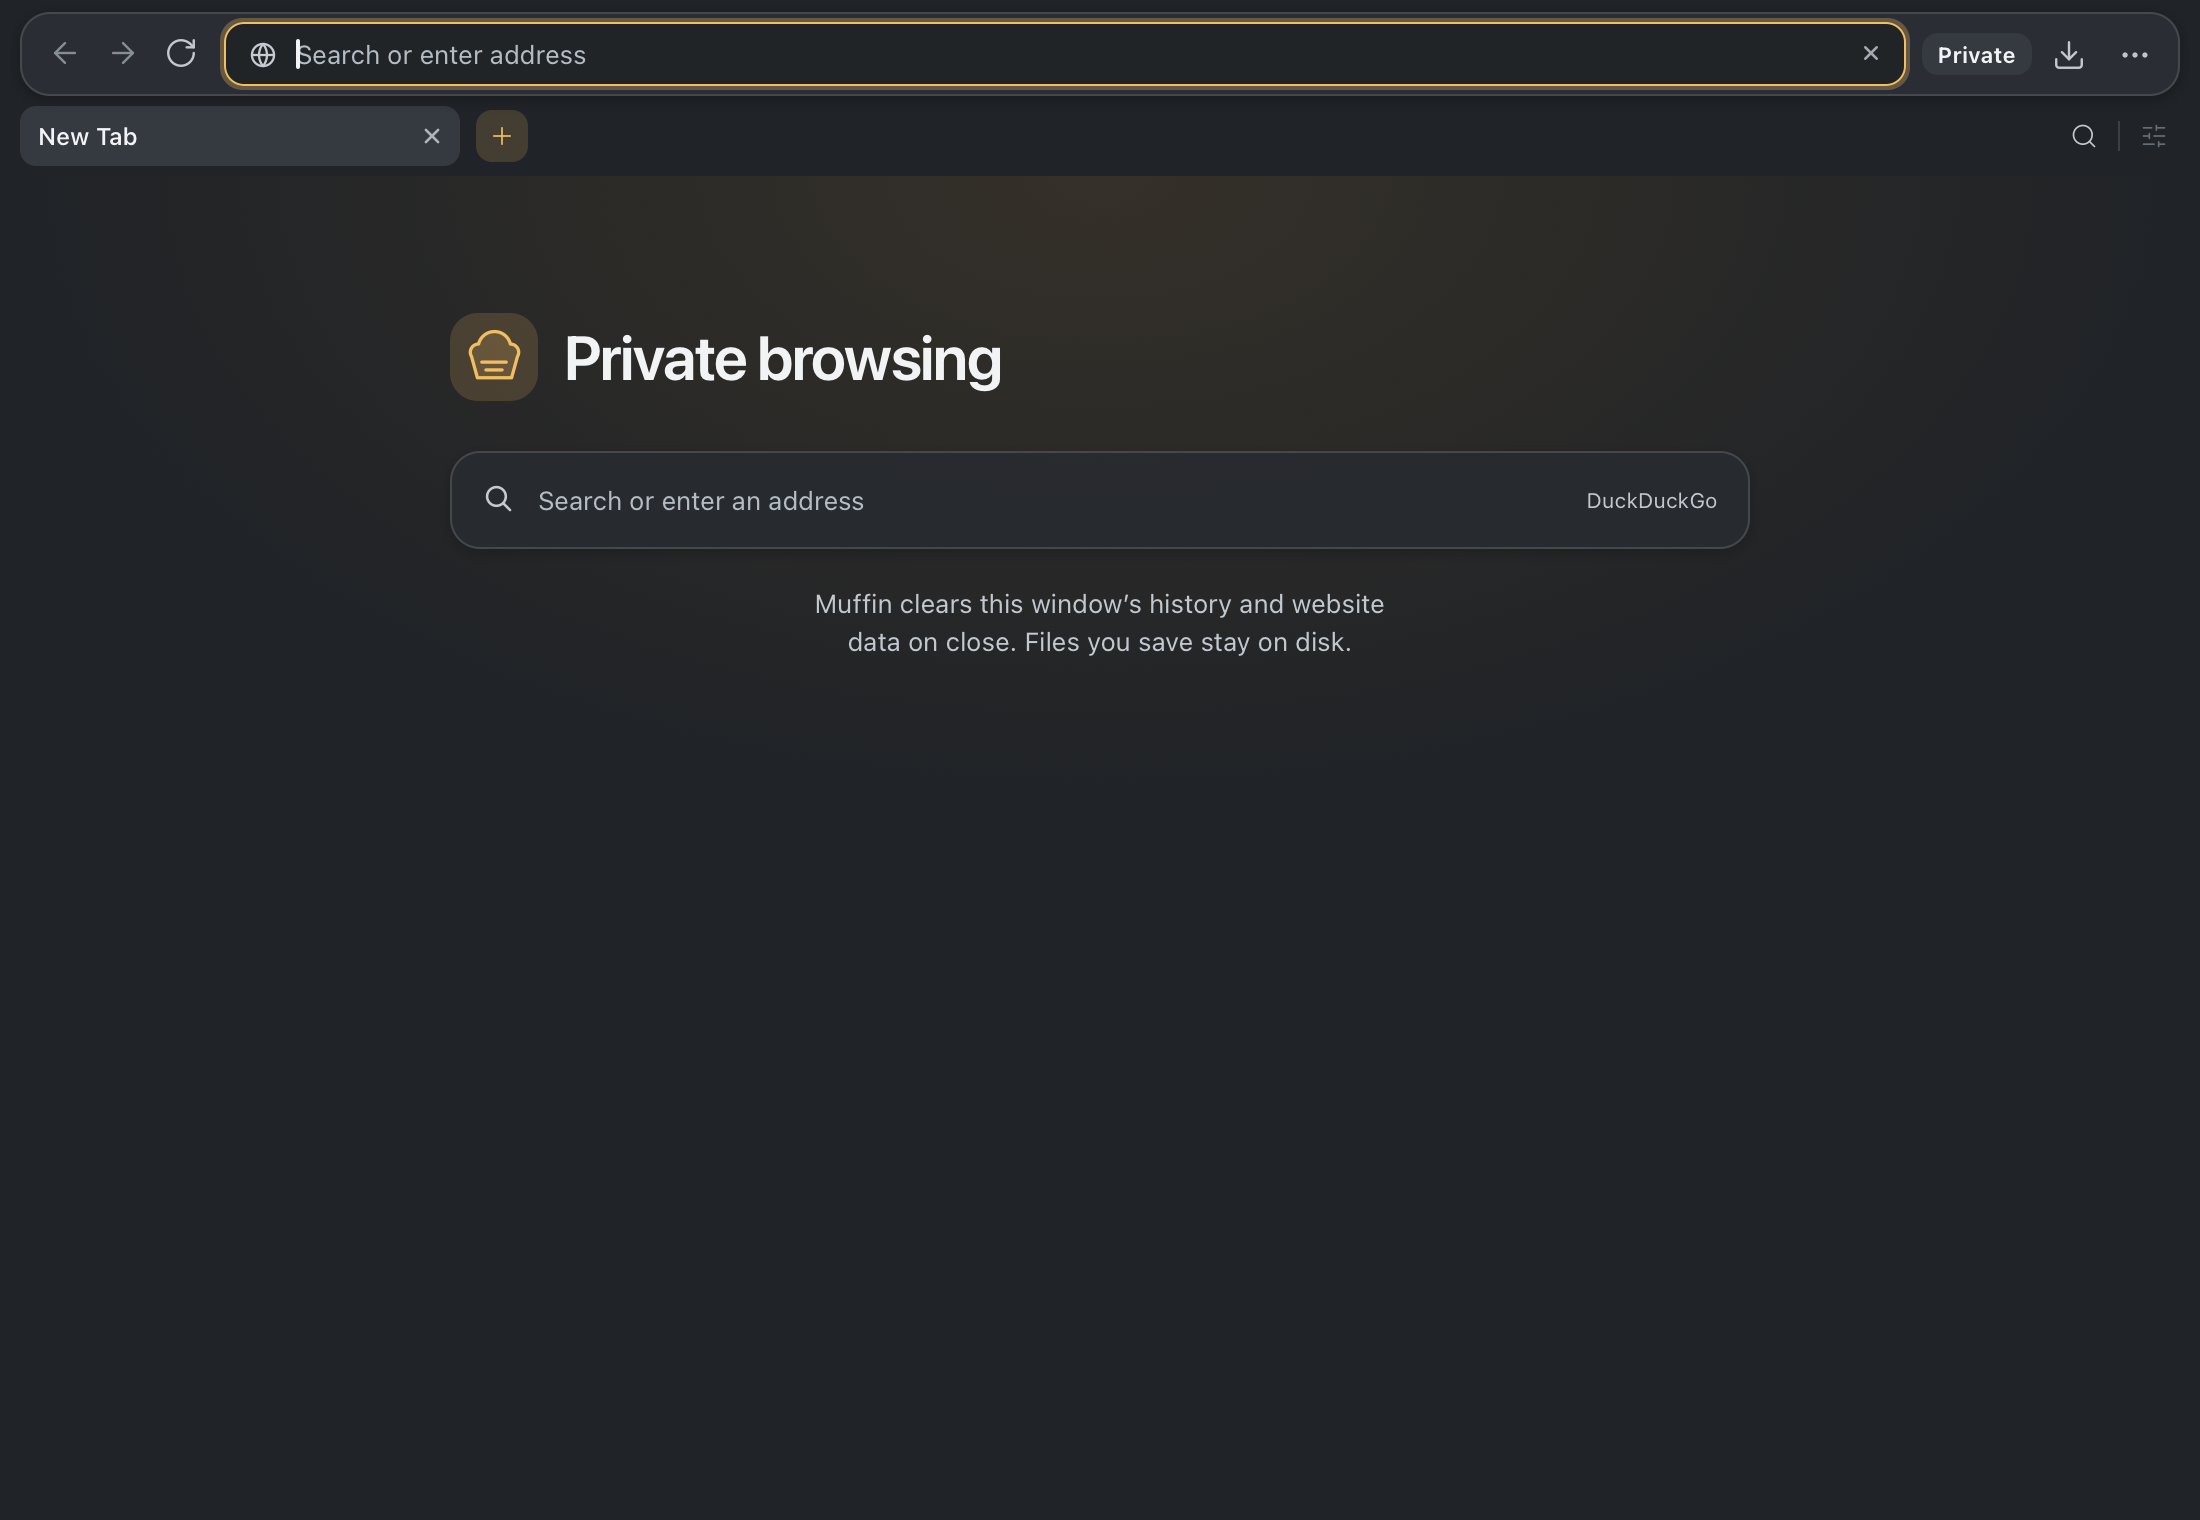 Search or enter address
Private
New Tab
Private browsing
Search or enter an address
DuckDuckGo
Muffin clears this window’s history and website
data on close. Files you save stay on disk.